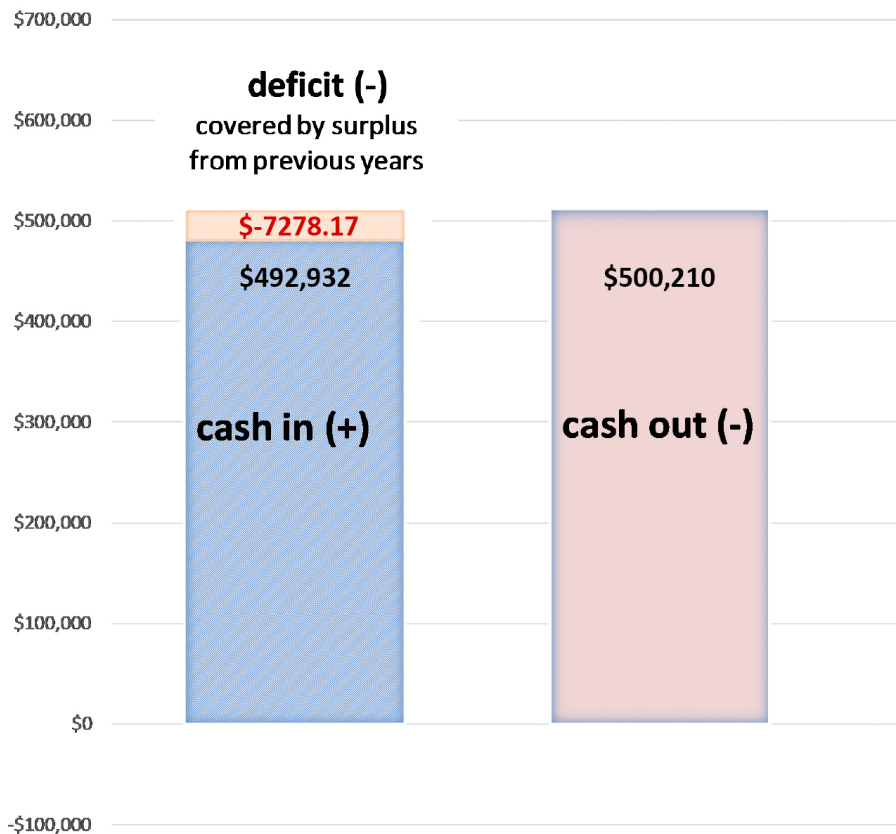 $700,000
deficit (-)
$600,000
covered by surplus
from previous years
$500,000
$-7278.17
$492,932
$500,210
$400,000
$300,000
cash in (+)
cash out (-)
$200,000
$100,000
$0
-$100,000